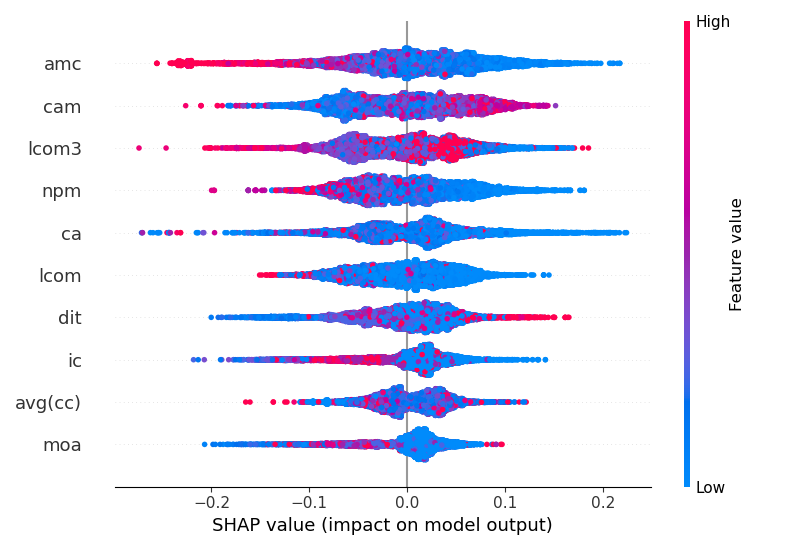 High
amc
cam
lcom3
npm
ca
lcom
dit
ic
avg(cc)
moa
Feature value
Low
−0.2 −0.1 0.0 0.1 0.2
SHAP value (impact on model output)